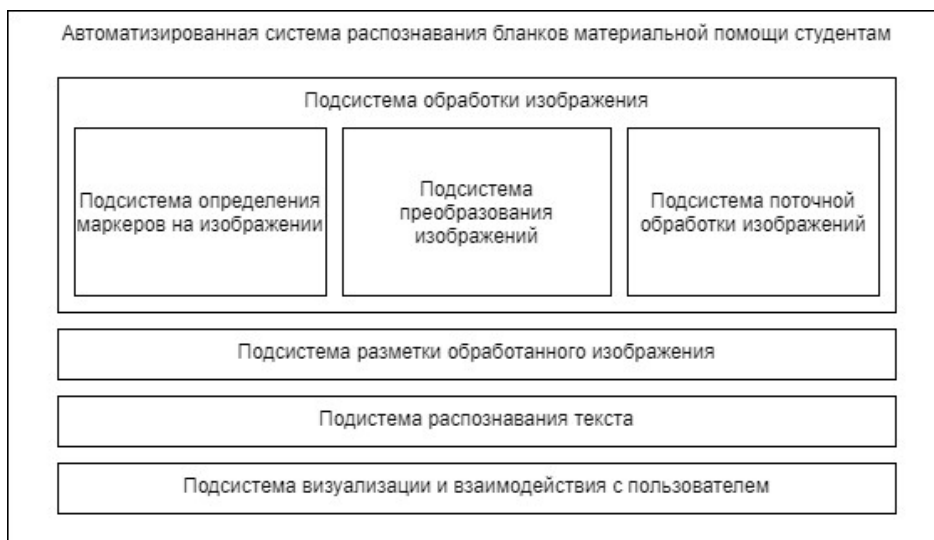 Автоматизированная система распознавания бланков материальной помощи студентам
Подсистема обработки изображения
Подсистема определения
маркеров на изображении
Подсистема
преобразования
изображений
Подсистема поточной
обработки изображений
Подсистема разметки обработанного изображения
Подистема распознавания текста
Подсистема визуализации и взаимодействия с пользователем